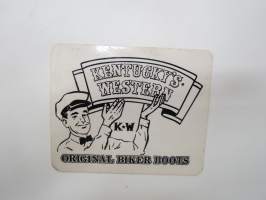 KENTUCKY'S
WESTERN
K-W
ORIGINAL BIKER BOOTS